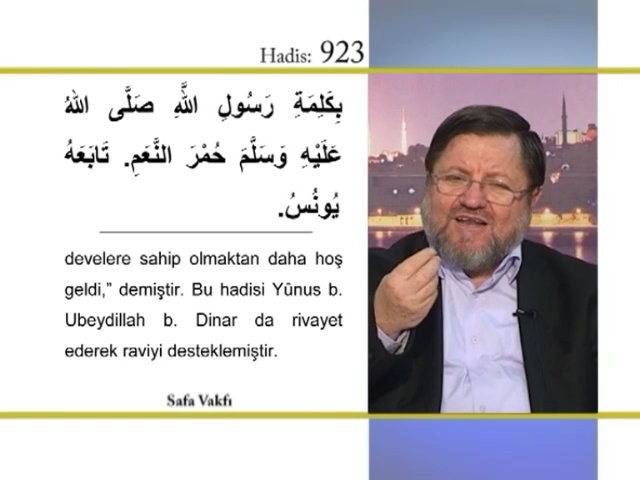 Hadis: 923
بِكَلِمَةِ رَسُولِ اللَّهِ صَلَّى اللهُ
عَلَيْهِ وَسَلَّمَ حُمْرَ النَّعَمِ. تَابَعَهُ
يُونُسُ.
develere sahip olmaktan daha hoş
geldi,” demiştir. Bu hadisi Yûnus b.
Ubeydillah b. Dinar da rivayet
ederek raviyi desteklemiştir.
Safa Vakfı